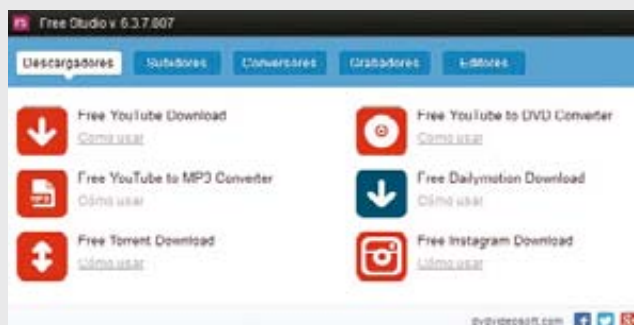 Free Studio v 6.3.7.807
Descargadores Subidores Conversores Grabadores Editores
Free YouTube Download
Cómo usar
Free YouTube to DVD Converter
Cómo usar
Free YouTube to MP3 Converter
Cómo usar
MP3
Free Dailymotion Download
Cómo usar
Free Torrent Download
Cómo usar
Free Instagram Download
Cómo usar
dvdvideosoft.com